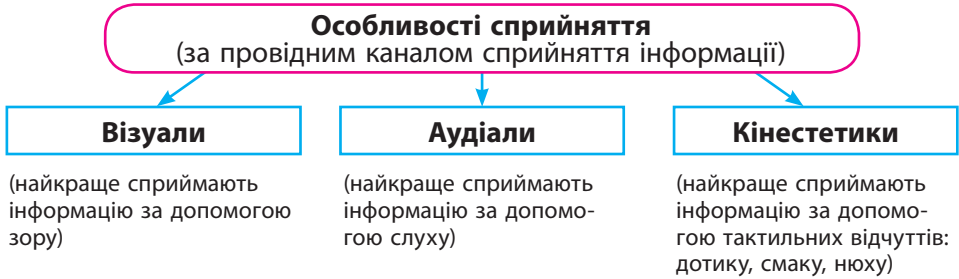 Особливості сприйняття
(за провідним каналом сприйняття інформації)
Візуали
(найкраще сприймають
інформацію за допомогою
зору)
Аудіали
(найкраще сприймають
інформацію за допомо-
гою слуху)
Кінестетики
(найкраще сприймають
інформацію за допомо-
гою тактильних відчуттів:
дотику, смаку, нюху)